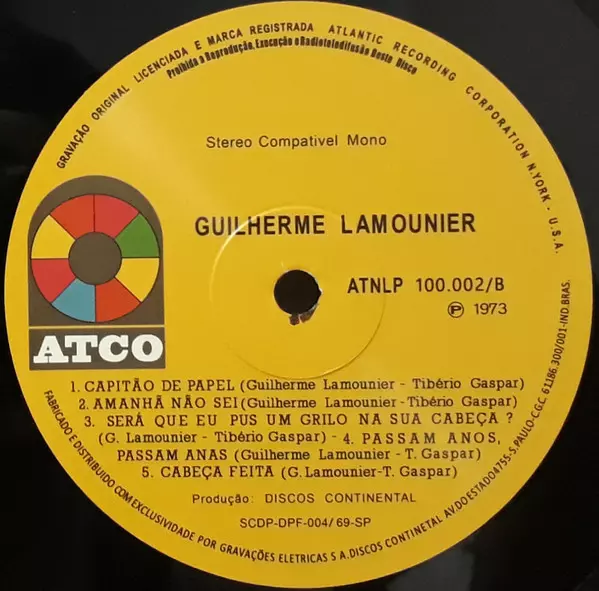 GRAVAÇÃO ORIGINAL LICENCIADA E MARCA REGISTRADA ATLANTIC RECORDING CORPORATION N.YORK - U.S.A.
Prohibida a Reprodução, Execução e Radioteledifusão Deste Disco
Stereo Compativel Mono
GUILHERME LAMOUNIER
ATNLP 100.002/B
Ⓟ 1973
ATCO
1. CAPITÃO DE PAPEL (Guilherme Lamounier - Tibério Gaspar)
2. AMANHÃ NÃO SEI (Guilherme Lamounier - Tibério Gaspar)
3. SERÁ QUE EU PUS UM GRILO NA SUA CABEÇA ?
(G. Lamounier - Tibério Gaspar) - 4. PASSAM ANOS,
PASSAM ANAS (Guilherme Lamounier - T. Gaspar)
5. CABEÇA FEITA (G. Lamounier-T. Gaspar)
Produção: DISCOS CONTINENTAL
SCDP-DPF-004/69-SP
FABRICADO E DISTRIBUIDO COM EXCLUSIVIDADE POR GRAVAÇÕES ELETRICAS S A. DISCOS CONTINETAL AV. DO ESTADO 4755-S. PAULO-C.G.C. 61186.300/001-IND. BRAS.